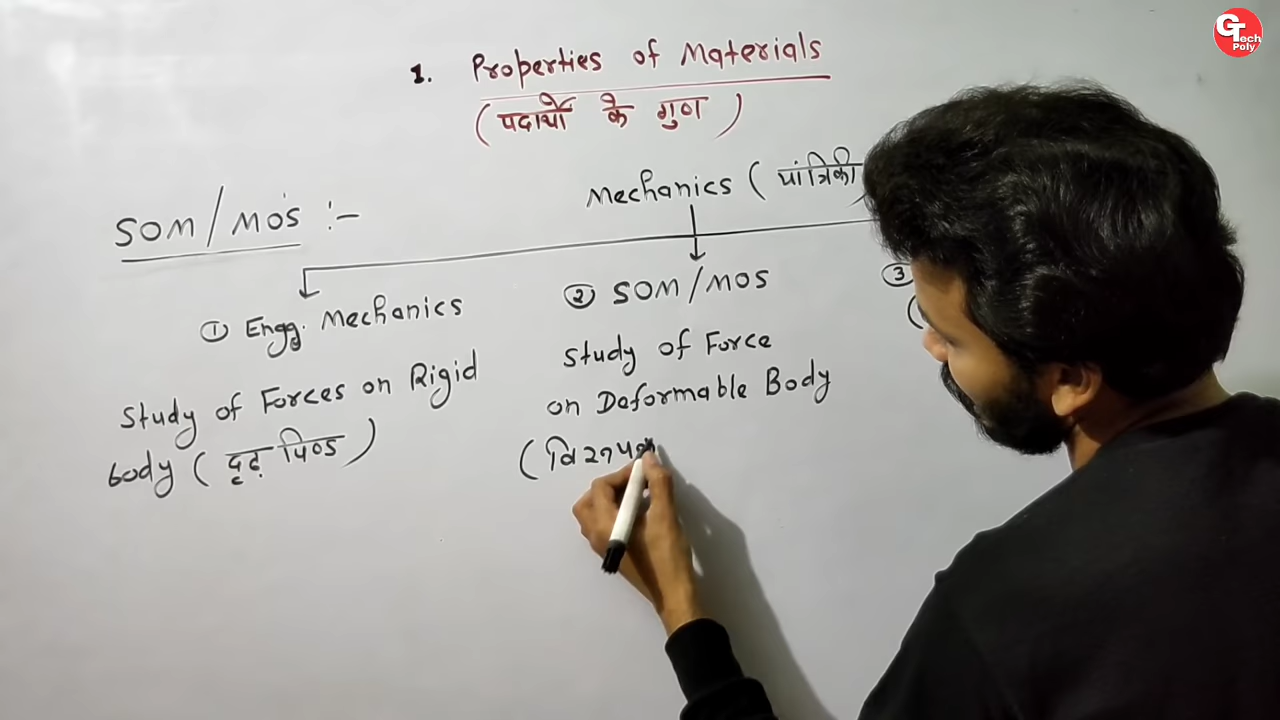 GTech Poly
1. Properties of Materials
(पदार्थो के गुण)
SOM/MOS :-
Mechanics (यांत्रिकी
① Engg. Mechanics
Study of Forces on Rigid
body (दृढ़ पिण्ड)
② SOM/MOS
Study of Force
on Deformable Body
(
③
(